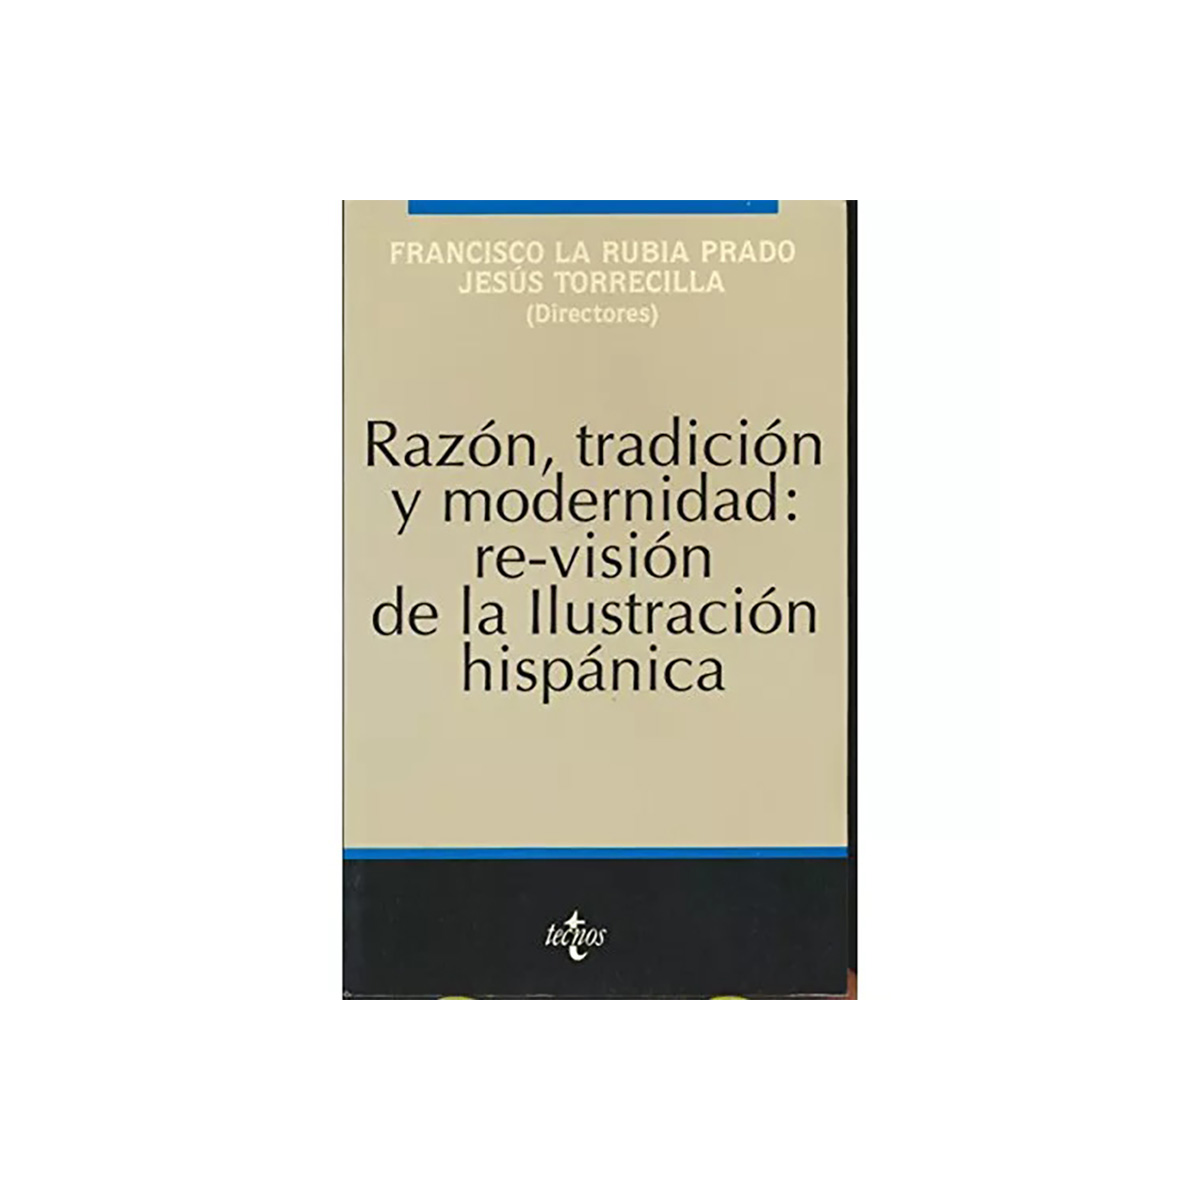 FRANCISCO LA RUBIA PRADO
JESÚS TORRECILLA
(Directores)
Razón, tradición
y modernidad:
re-visión
de la Ilustración
hispánica
tecnos